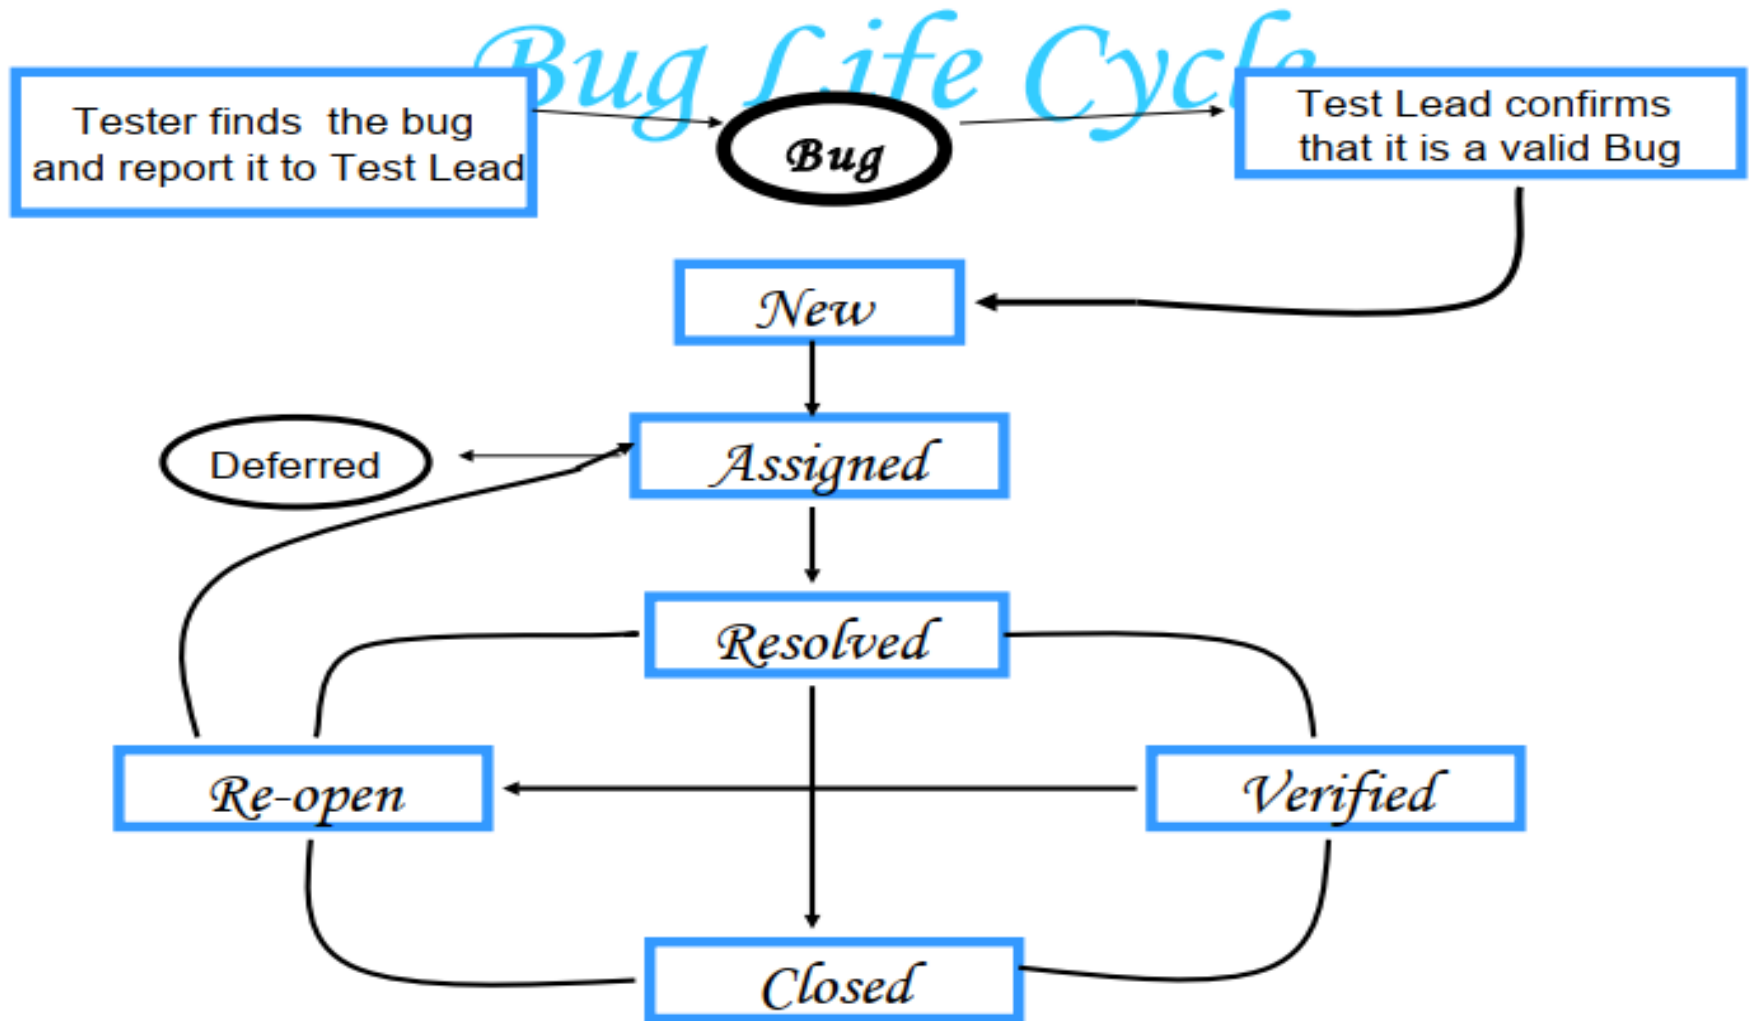 Bug Life Cycle
Tester finds the bug
and report it to Test Lead
Bug
Test Lead confirms
that it is a valid Bug
New
Deferred
Assigned
Resolved
Re-open
Verified
Closed